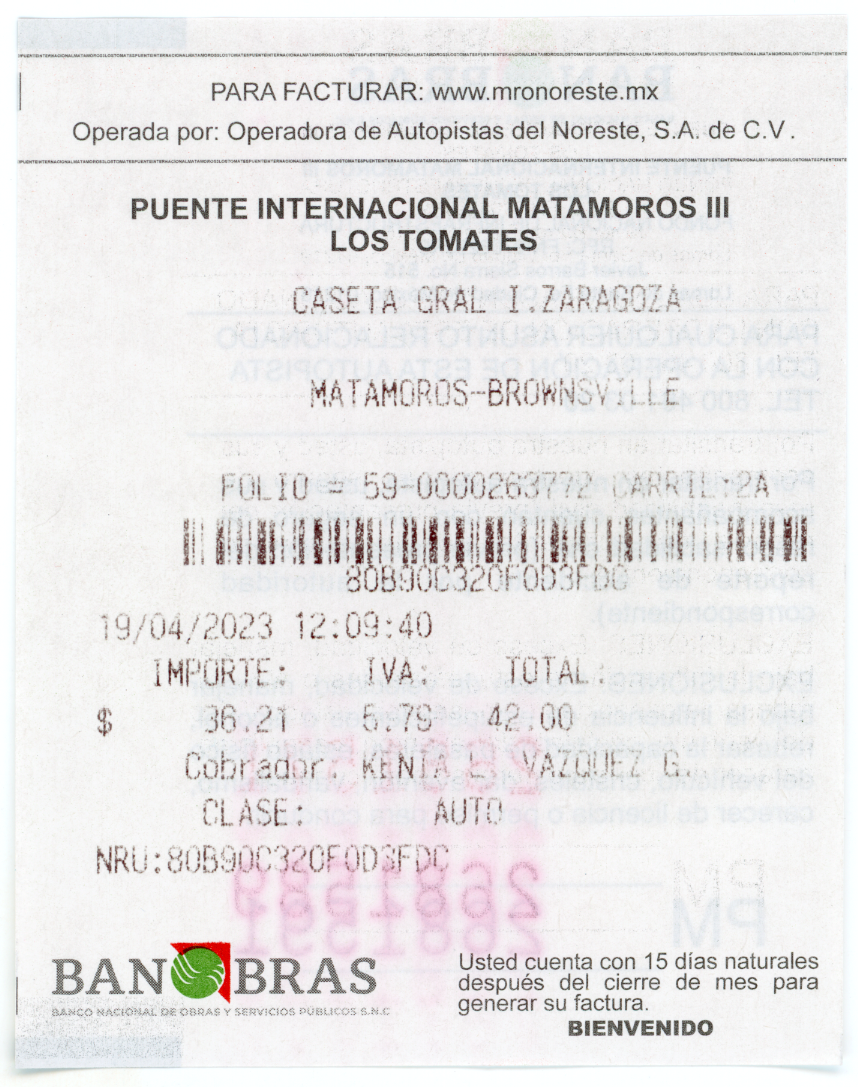 PARA FACTURAR: www.mronoreste.mx
Operada por: Operadora de Autopistas del Noreste, S.A. de C.V.
PUENTE INTERNACIONAL MATAMOROS III
LOS TOMATES
CASETA GRAL I.ZARAGOZA
MATAMOROS-BROWNSVILLE
FOLIO = 59-0000263772 CARRIL:2A
80B90C320F0D3FDC
19/04/2023 12:09:40
IMPORTE: IVA: TOTAL:
$ 36.21 5.79 42.00
Cobrador: KENIA L. VAZQUEZ G.
CLASE: AUTO
NRU:80B90C320F0D3FDC
BANOBRAS
BANCO NACIONAL DE OBRAS Y SERVICIOS PÚBLICOS S.N.C
Usted cuenta con 15 días naturales
después del cierre de mes para
generar su factura.
BIENVENIDO